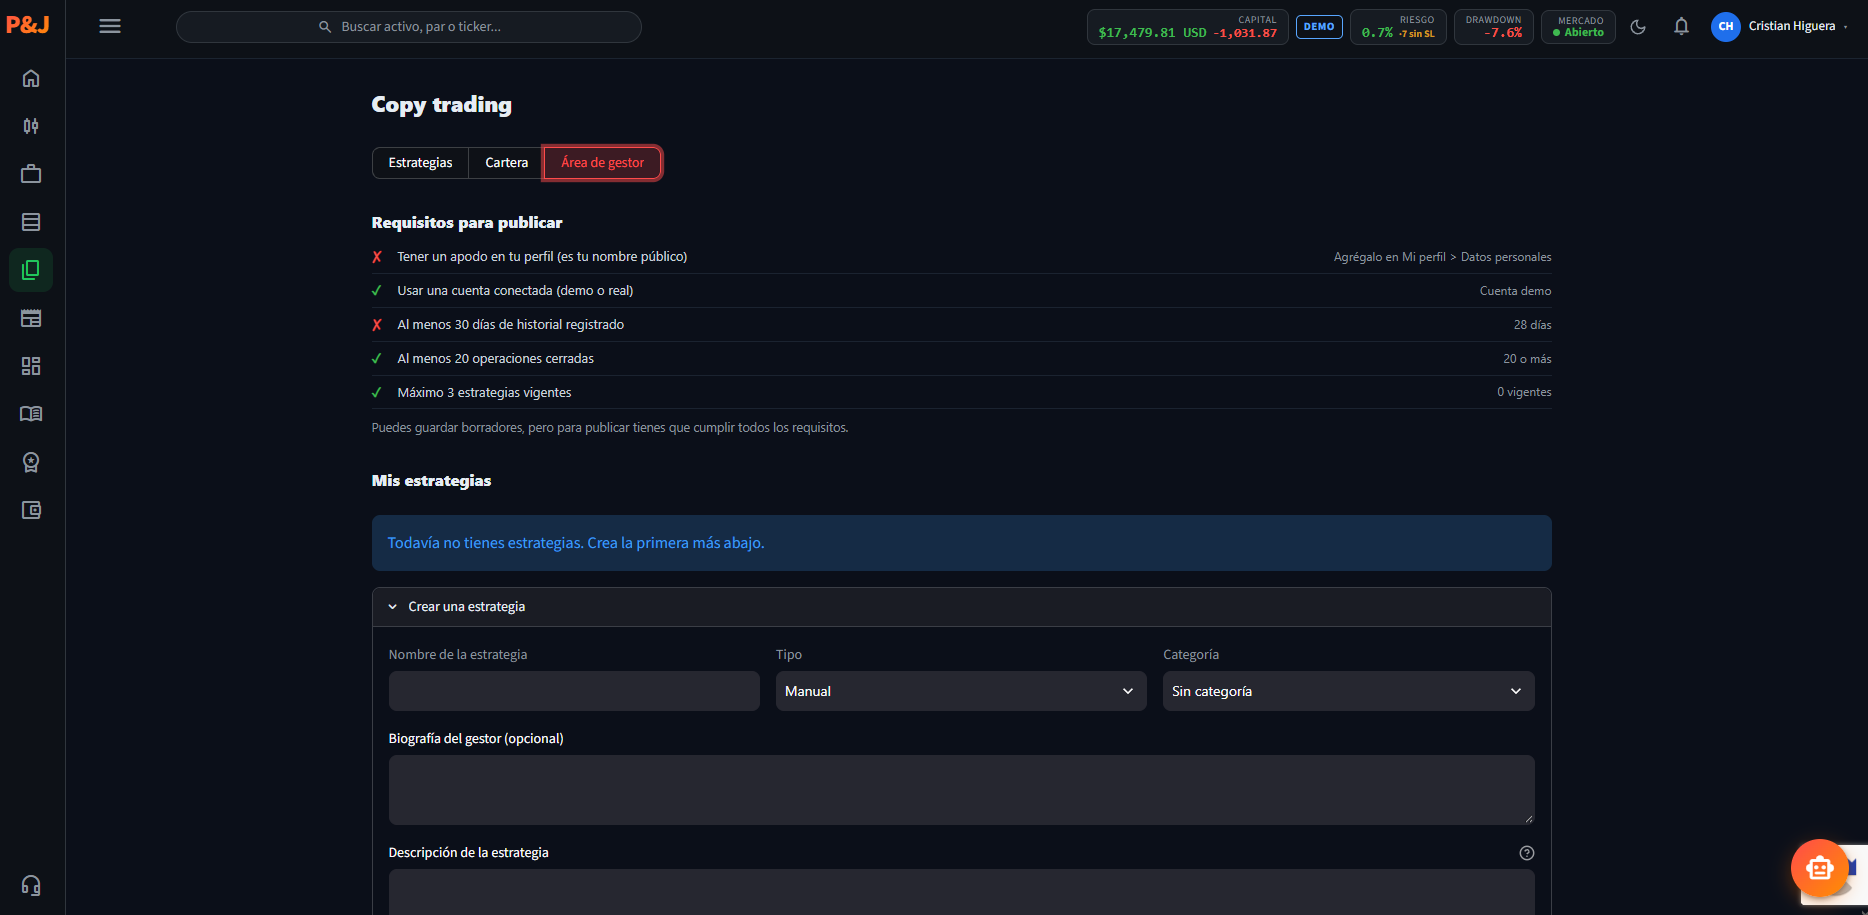 P&J
Buscar activo, par o ticker...
CAPITAL
$17,479.81 USD -1,031.87
DEMO
RIESGO
0.7% ·7 sin SL
DRAWDOWN
-7.6%
MERCADO
Abierto
CH
Cristian Higuera
Copy trading
Estrategias
Cartera
Área de gestor
Requisitos para publicar
✗ Tener un apodo en tu perfil (es tu nombre público) Agrégalo en Mi perfil > Datos personales
✓ Usar una cuenta conectada (demo o real) Cuenta demo
✗ Al menos 30 días de historial registrado 28 días
✓ Al menos 20 operaciones cerradas 20 o más
✓ Máximo 3 estrategias vigentes 0 vigentes
Puedes guardar borradores, pero para publicar tienes que cumplir todos los requisitos.
Mis estrategias
Todavía no tienes estrategias. Crea la primera más abajo.
Crear una estrategia
Nombre de la estrategia
Tipo
Categoría
Manual
Sin categoría
Biografía del gestor (opcional)
Descripción de la estrategia